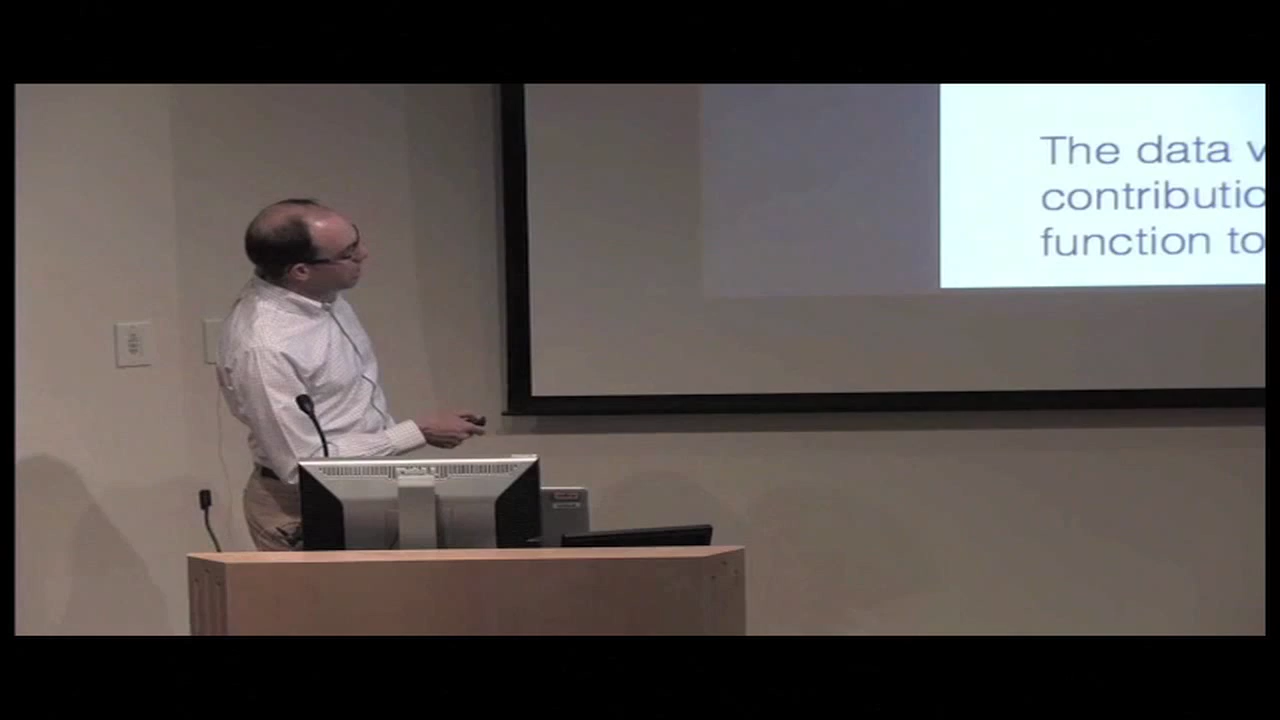 The data
contributio
function to